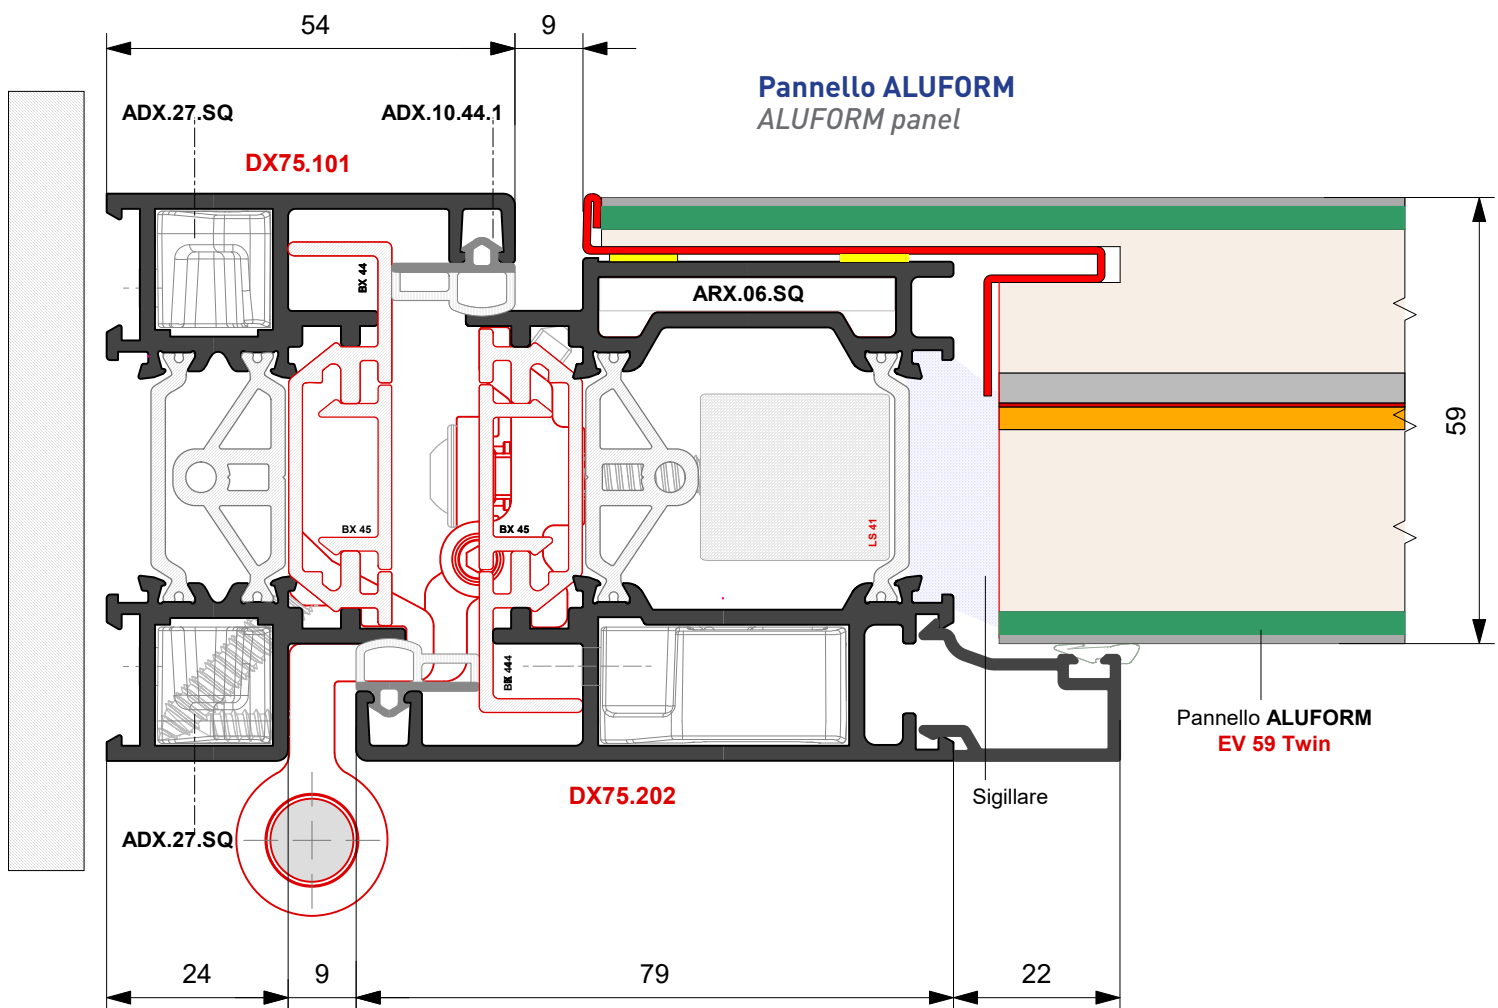 54
9
Pannello ALUFORM
ALUFORM panel
ADX.27.SQ
ADX.10.44.1
DX75.101
BX 44
ARX.06.SQ
59
BX 45
BX 45
LS 41
Pannello ALUFORM
EV 59 Twin
DX75.202
Sigillare
ADX.27.SQ
24
9
79
22